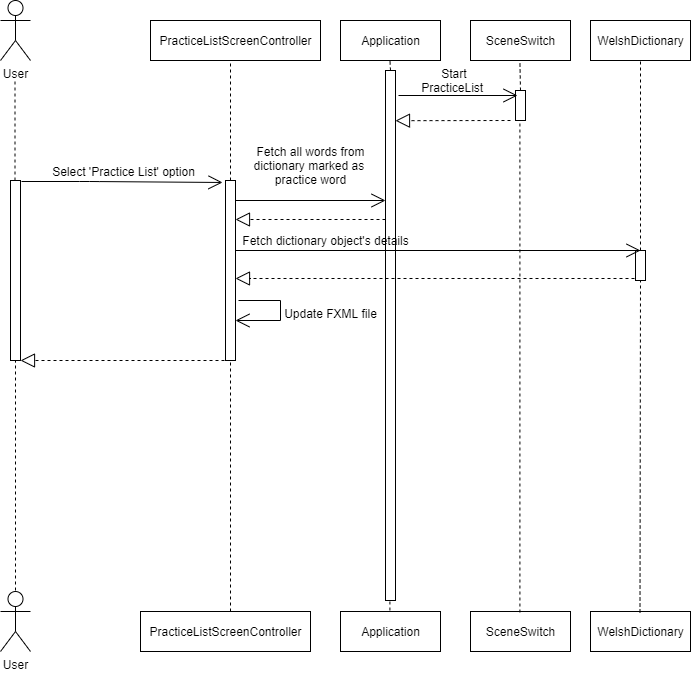 PracticeListScreenController
Application
SceneSwitch
WelshDictionary
User
Start
PracticeList
Select 'Practice List' option
Fetch all words from
dictionary marked as
practice word
Fetch dictionary object's details
Update FXML file
PracticeListScreenController
Application
SceneSwitch
WelshDictionary
User